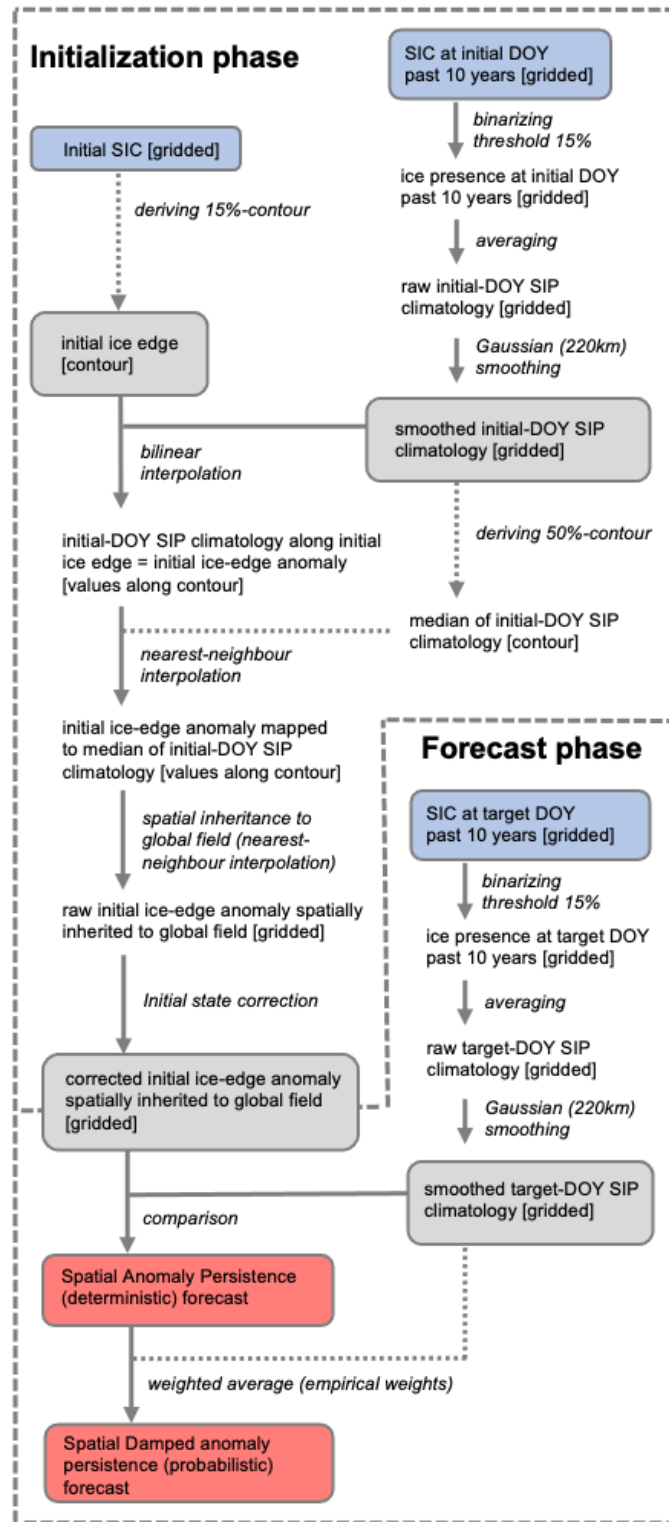 Initialization phase
SIC at initial DOY
past 10 years [gridded]
binarizing
threshold 15%
Initial SIC [gridded]
ice presence at initial DOY
past 10 years [gridded]
deriving 15%-contour
averaging
raw initial-DOY SIP
climatology [gridded]
initial ice edge
[contour]
Gaussian (220km)
smoothing
smoothed initial-DOY SIP
climatology [gridded]
bilinear
interpolation
initial-DOY SIP climatology along initial
ice edge = initial ice-edge anomaly
[values along contour]
deriving 50%-contour
median of initial-DOY SIP
climatology [contour]
nearest-neighbour
interpolation
initial ice-edge anomaly mapped
to median of initial-DOY SIP
climatology [values along contour]
spatial inheritance to
global field (nearest-
neighbour interpolation)
raw initial ice-edge anomaly spatially
inherited to global field [gridded]
Initial state correction
corrected initial ice-edge anomaly
spatially inherited to global field
[gridded]
Forecast phase
SIC at target DOY
past 10 years [gridded]
binarizing
threshold 15%
ice presence at target DOY
past 10 years [gridded]
averaging
raw target-DOY SIP
climatology [gridded]
Gaussian (220km)
smoothing
smoothed target-DOY SIP
climatology [gridded]
comparison
Spatial Anomaly Persistence
(deterministic) forecast
weighted average (empirical weights)
Spatial Damped anomaly
persistence (probabilistic)
forecast